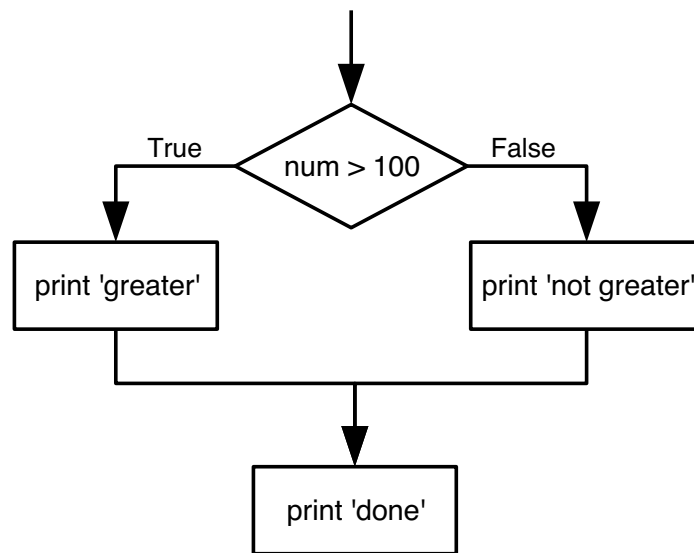 True
num > 100
False
print 'greater'
print 'not greater'
print 'done'